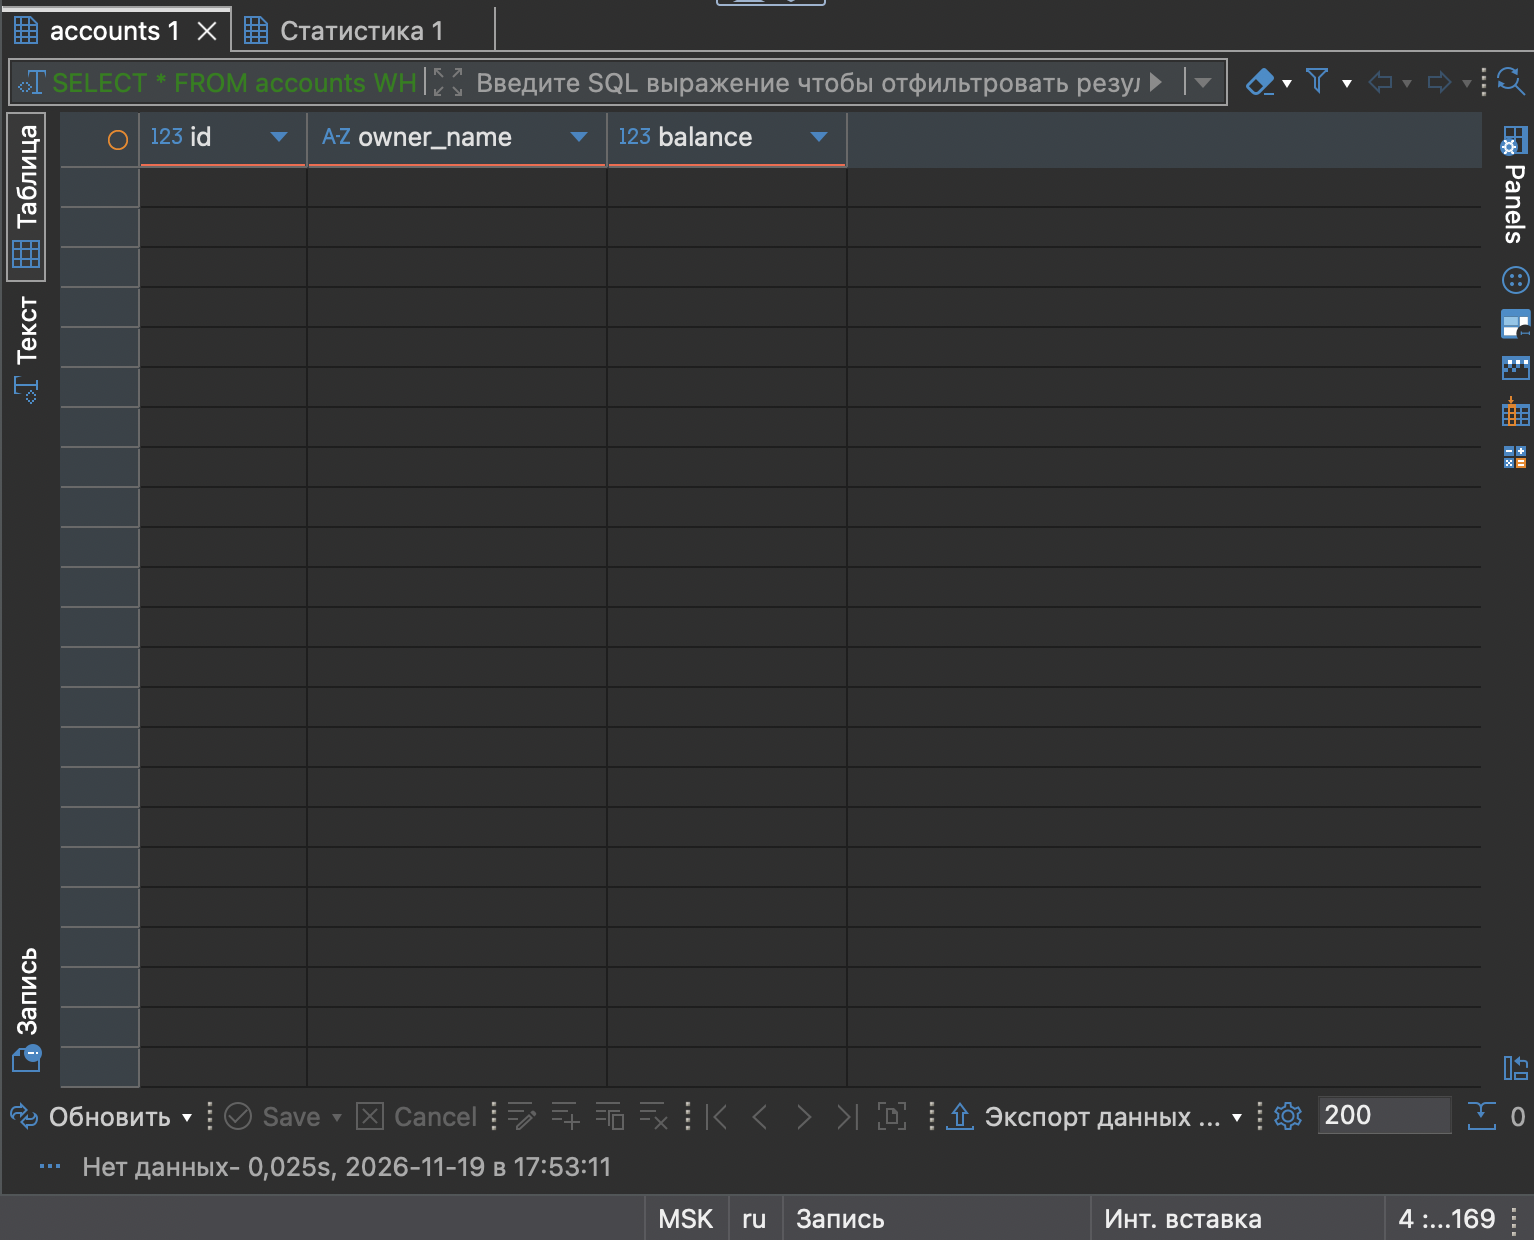 accounts 1
Статистика 1
SELECT * FROM accounts WH
Введите SQL выражение чтобы отфильтровать резул
Таблица
Текст
Запись
123 id
A-Z owner_name
123 balance
Panels
Обновить
Save
Cancel
Экспорт данных ...
200
0
Нет данных- 0,025s, 2026-11-19 в 17:53:11
MSK
ru
Запись
Инт. вставка
4 :...169